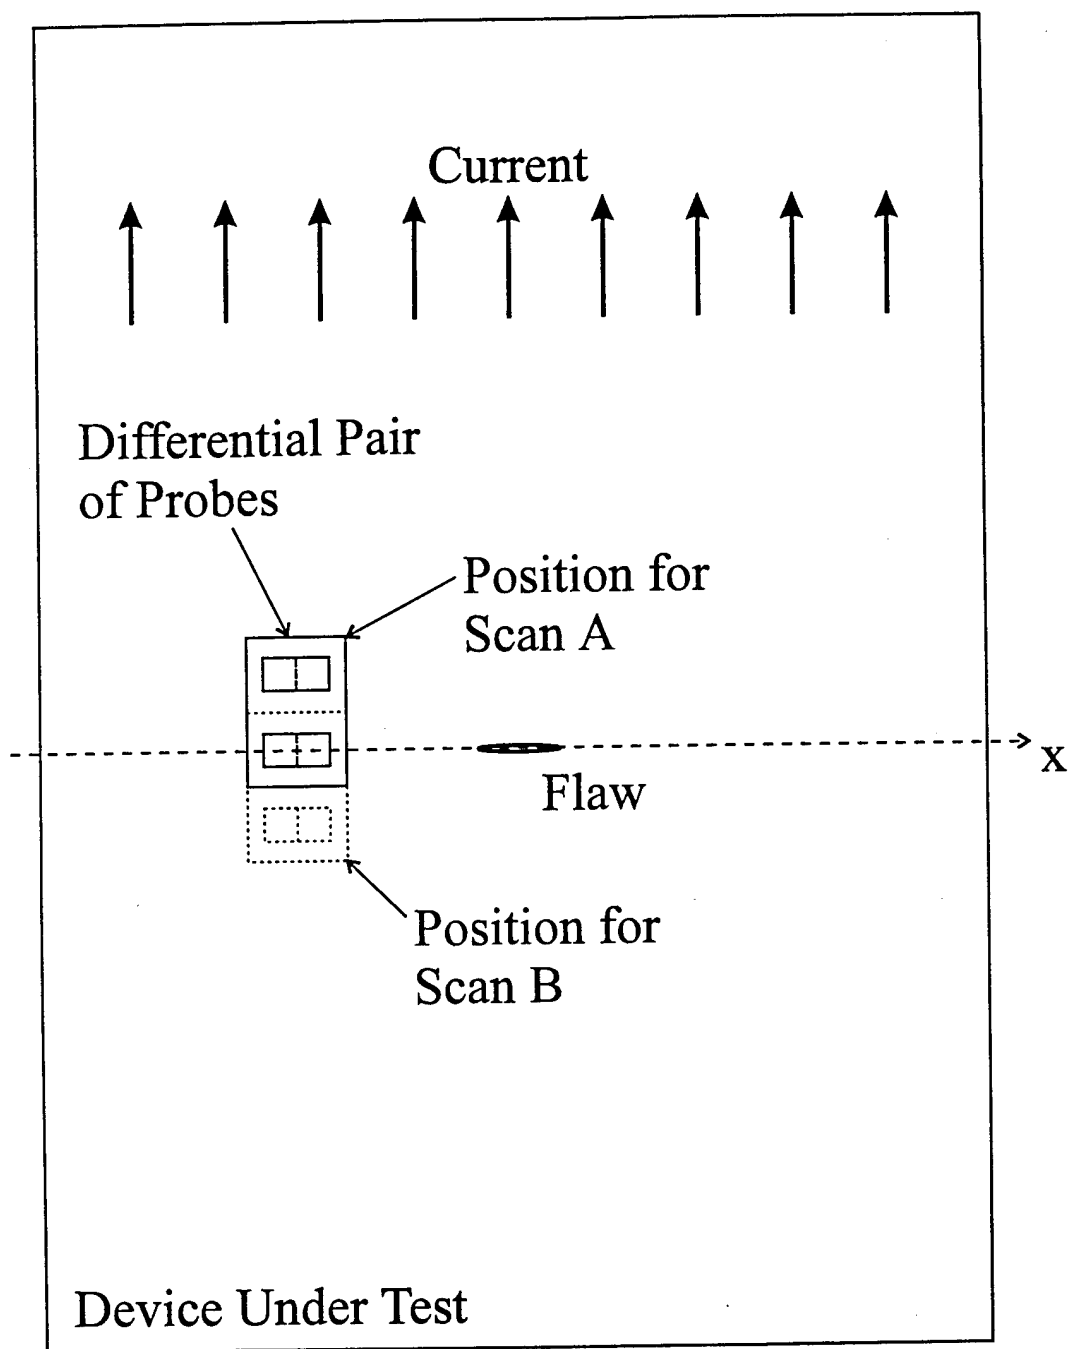 Current
Differential Pair
of Probes
Position for
Scan A
x
Flaw
Position for
Scan B
Device Under Test